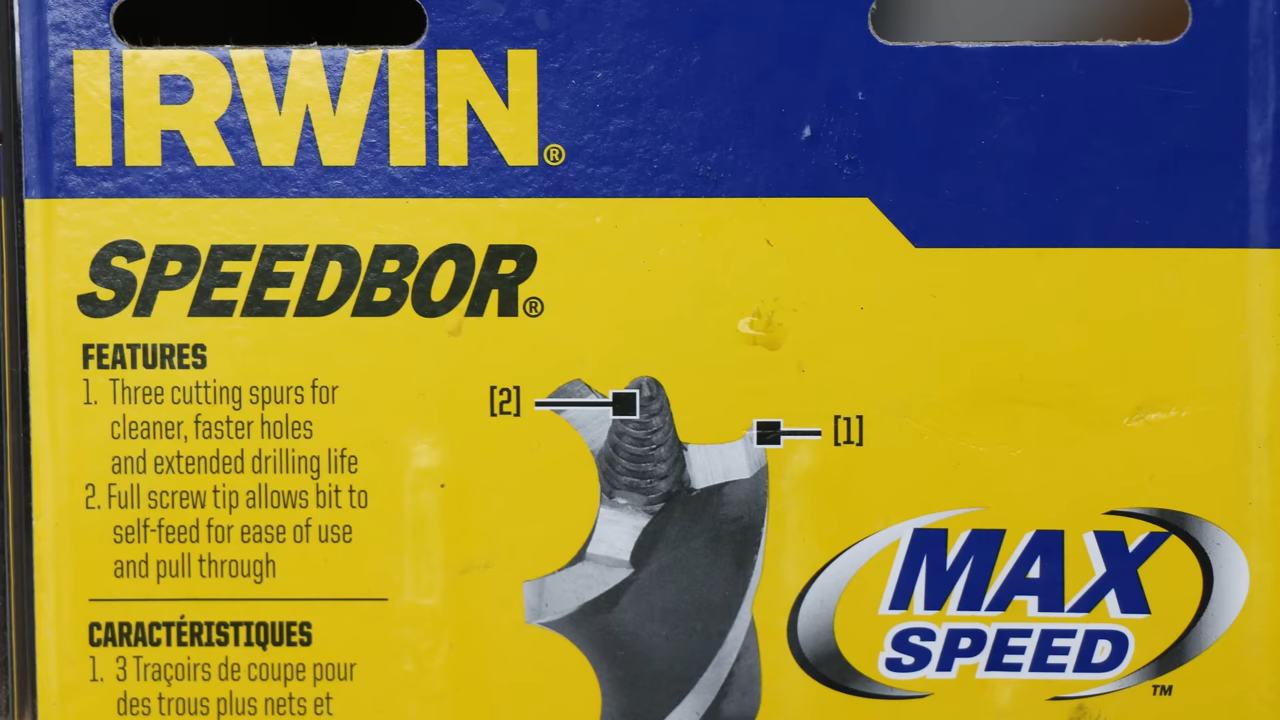 IRWIN®
SPEEDBOR®
FEATURES
1. Three cutting spurs for
cleaner, faster holes
and extended drilling life
2. Full screw tip allows bit to
self-feed for ease of use
and pull through
CARACTÉRISTIQUES
1. 3 Traçoirs de coupe pour
des trous plus nets et
[2]
[1]
MAX
SPEED
TM